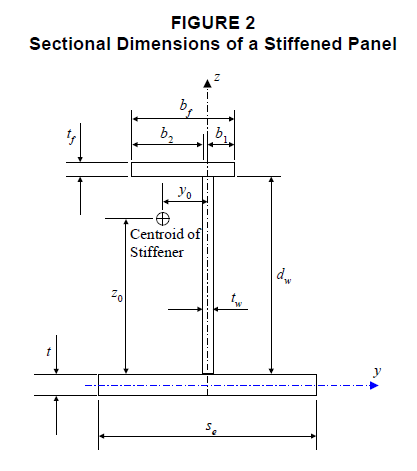 FIGURE 2
Sectional Dimensions of a Stiffened Panel
z
b_f
t_f
b_2
b_1
y_0
Centroid of
Stiffener
z_0
d_w
t_w
t
y
s_e